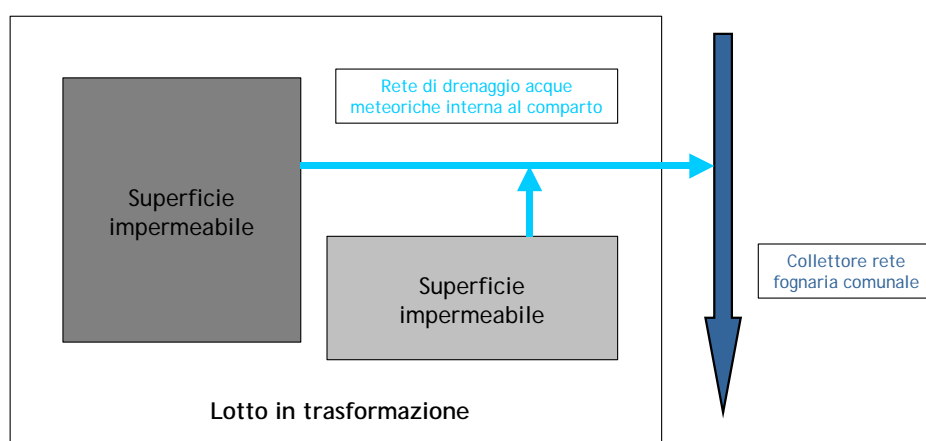 Rete di drenaggio acque
meteoriche interna al comparto
Superficie
impermeabile
Superficie
impermeabile
Collettore rete
fognaria comunale
Lotto in trasformazione